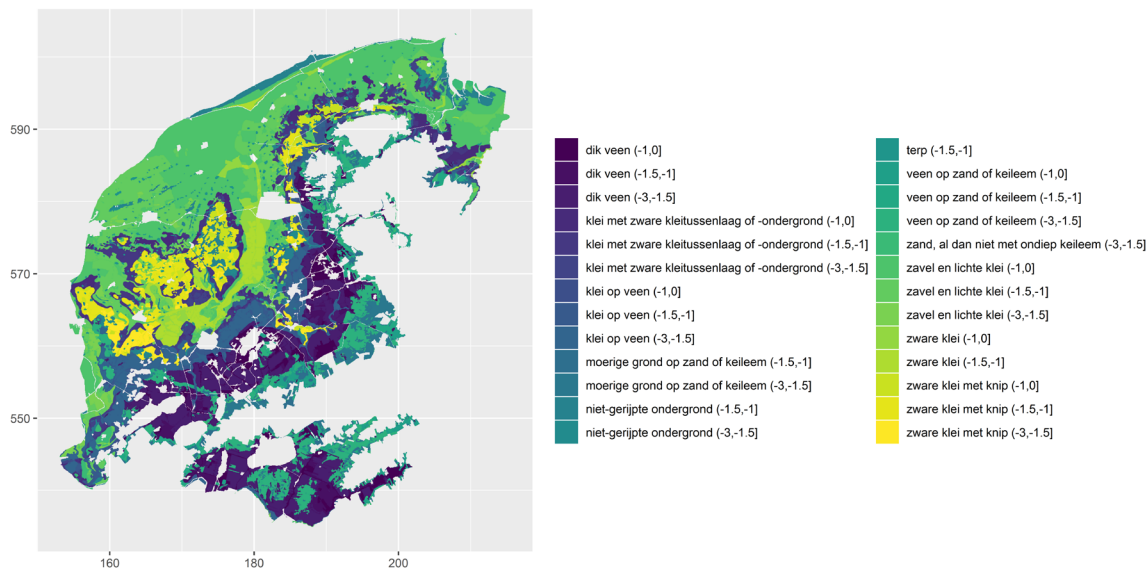 590
570
550
160
180
200
dik veen (-1,0]
dik veen (-1.5,-1]
dik veen (-3,-1.5]
klei met zware kleitussenlaag of -ondergrond (-1,0]
klei met zware kleitussenlaag of -ondergrond (-1.5,-1]
klei met zware kleitussenlaag of -ondergrond (-3,-1.5]
klei op veen (-1,0]
klei op veen (-1.5,-1]
klei op veen (-3,-1.5]
moerige grond op zand of keileem (-1.5,-1]
moerige grond op zand of keileem (-3,-1.5]
niet-gerijpte ondergrond (-1.5,-1]
niet-gerijpte ondergrond (-3,-1.5]
terp (-1.5,-1]
veen op zand of keileem (-1,0]
veen op zand of keileem (-1.5,-1]
veen op zand of keileem (-3,-1.5]
zand, al dan niet met ondiep keileem (-3,-1.5]
zavel en lichte klei (-1,0]
zavel en lichte klei (-1.5,-1]
zavel en lichte klei (-3,-1.5]
zware klei (-1,0]
zware klei (-1.5,-1]
zware klei met knip (-1,0]
zware klei met knip (-1.5,-1]
zware klei met knip (-3,-1.5]